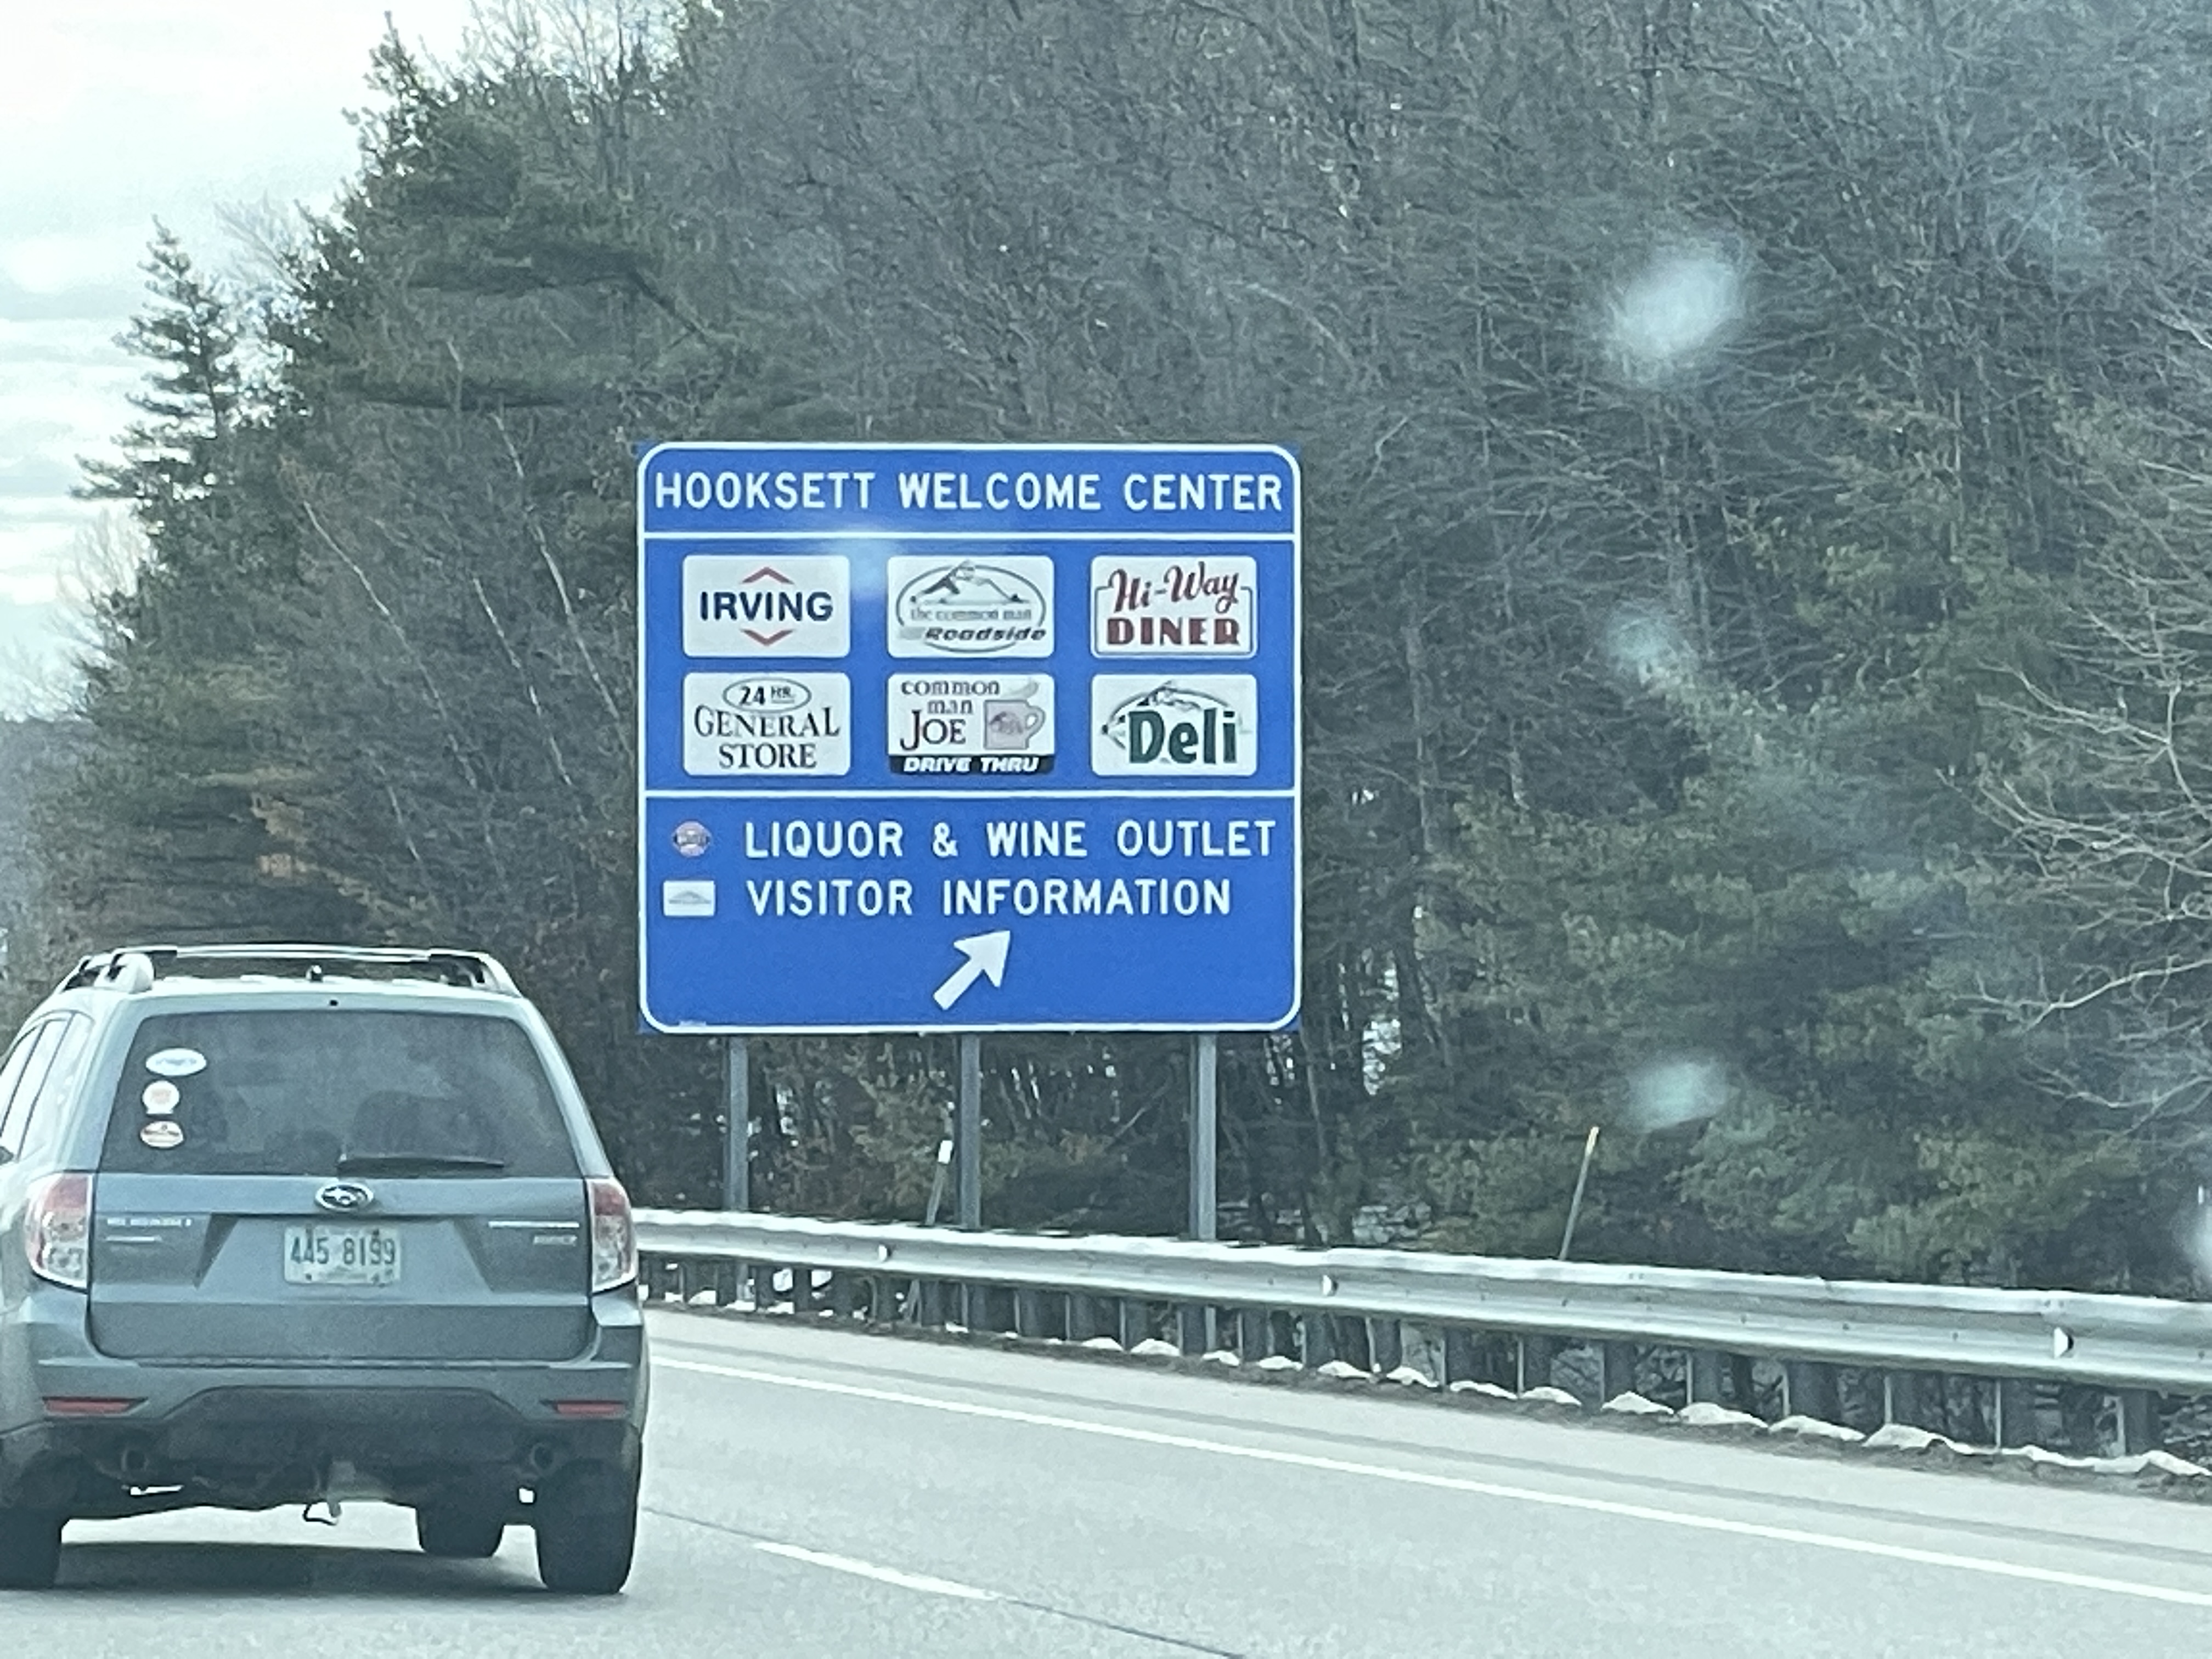 HOOKSETT WELCOME CENTER
IRVING
the common man
Roadside
Hi-Way
DINER
24 HR.
GENERAL
STORE
common
man
JOE
DRIVE THRU
Deli
LIQUOR & WINE OUTLET
VISITOR INFORMATION
445 8199